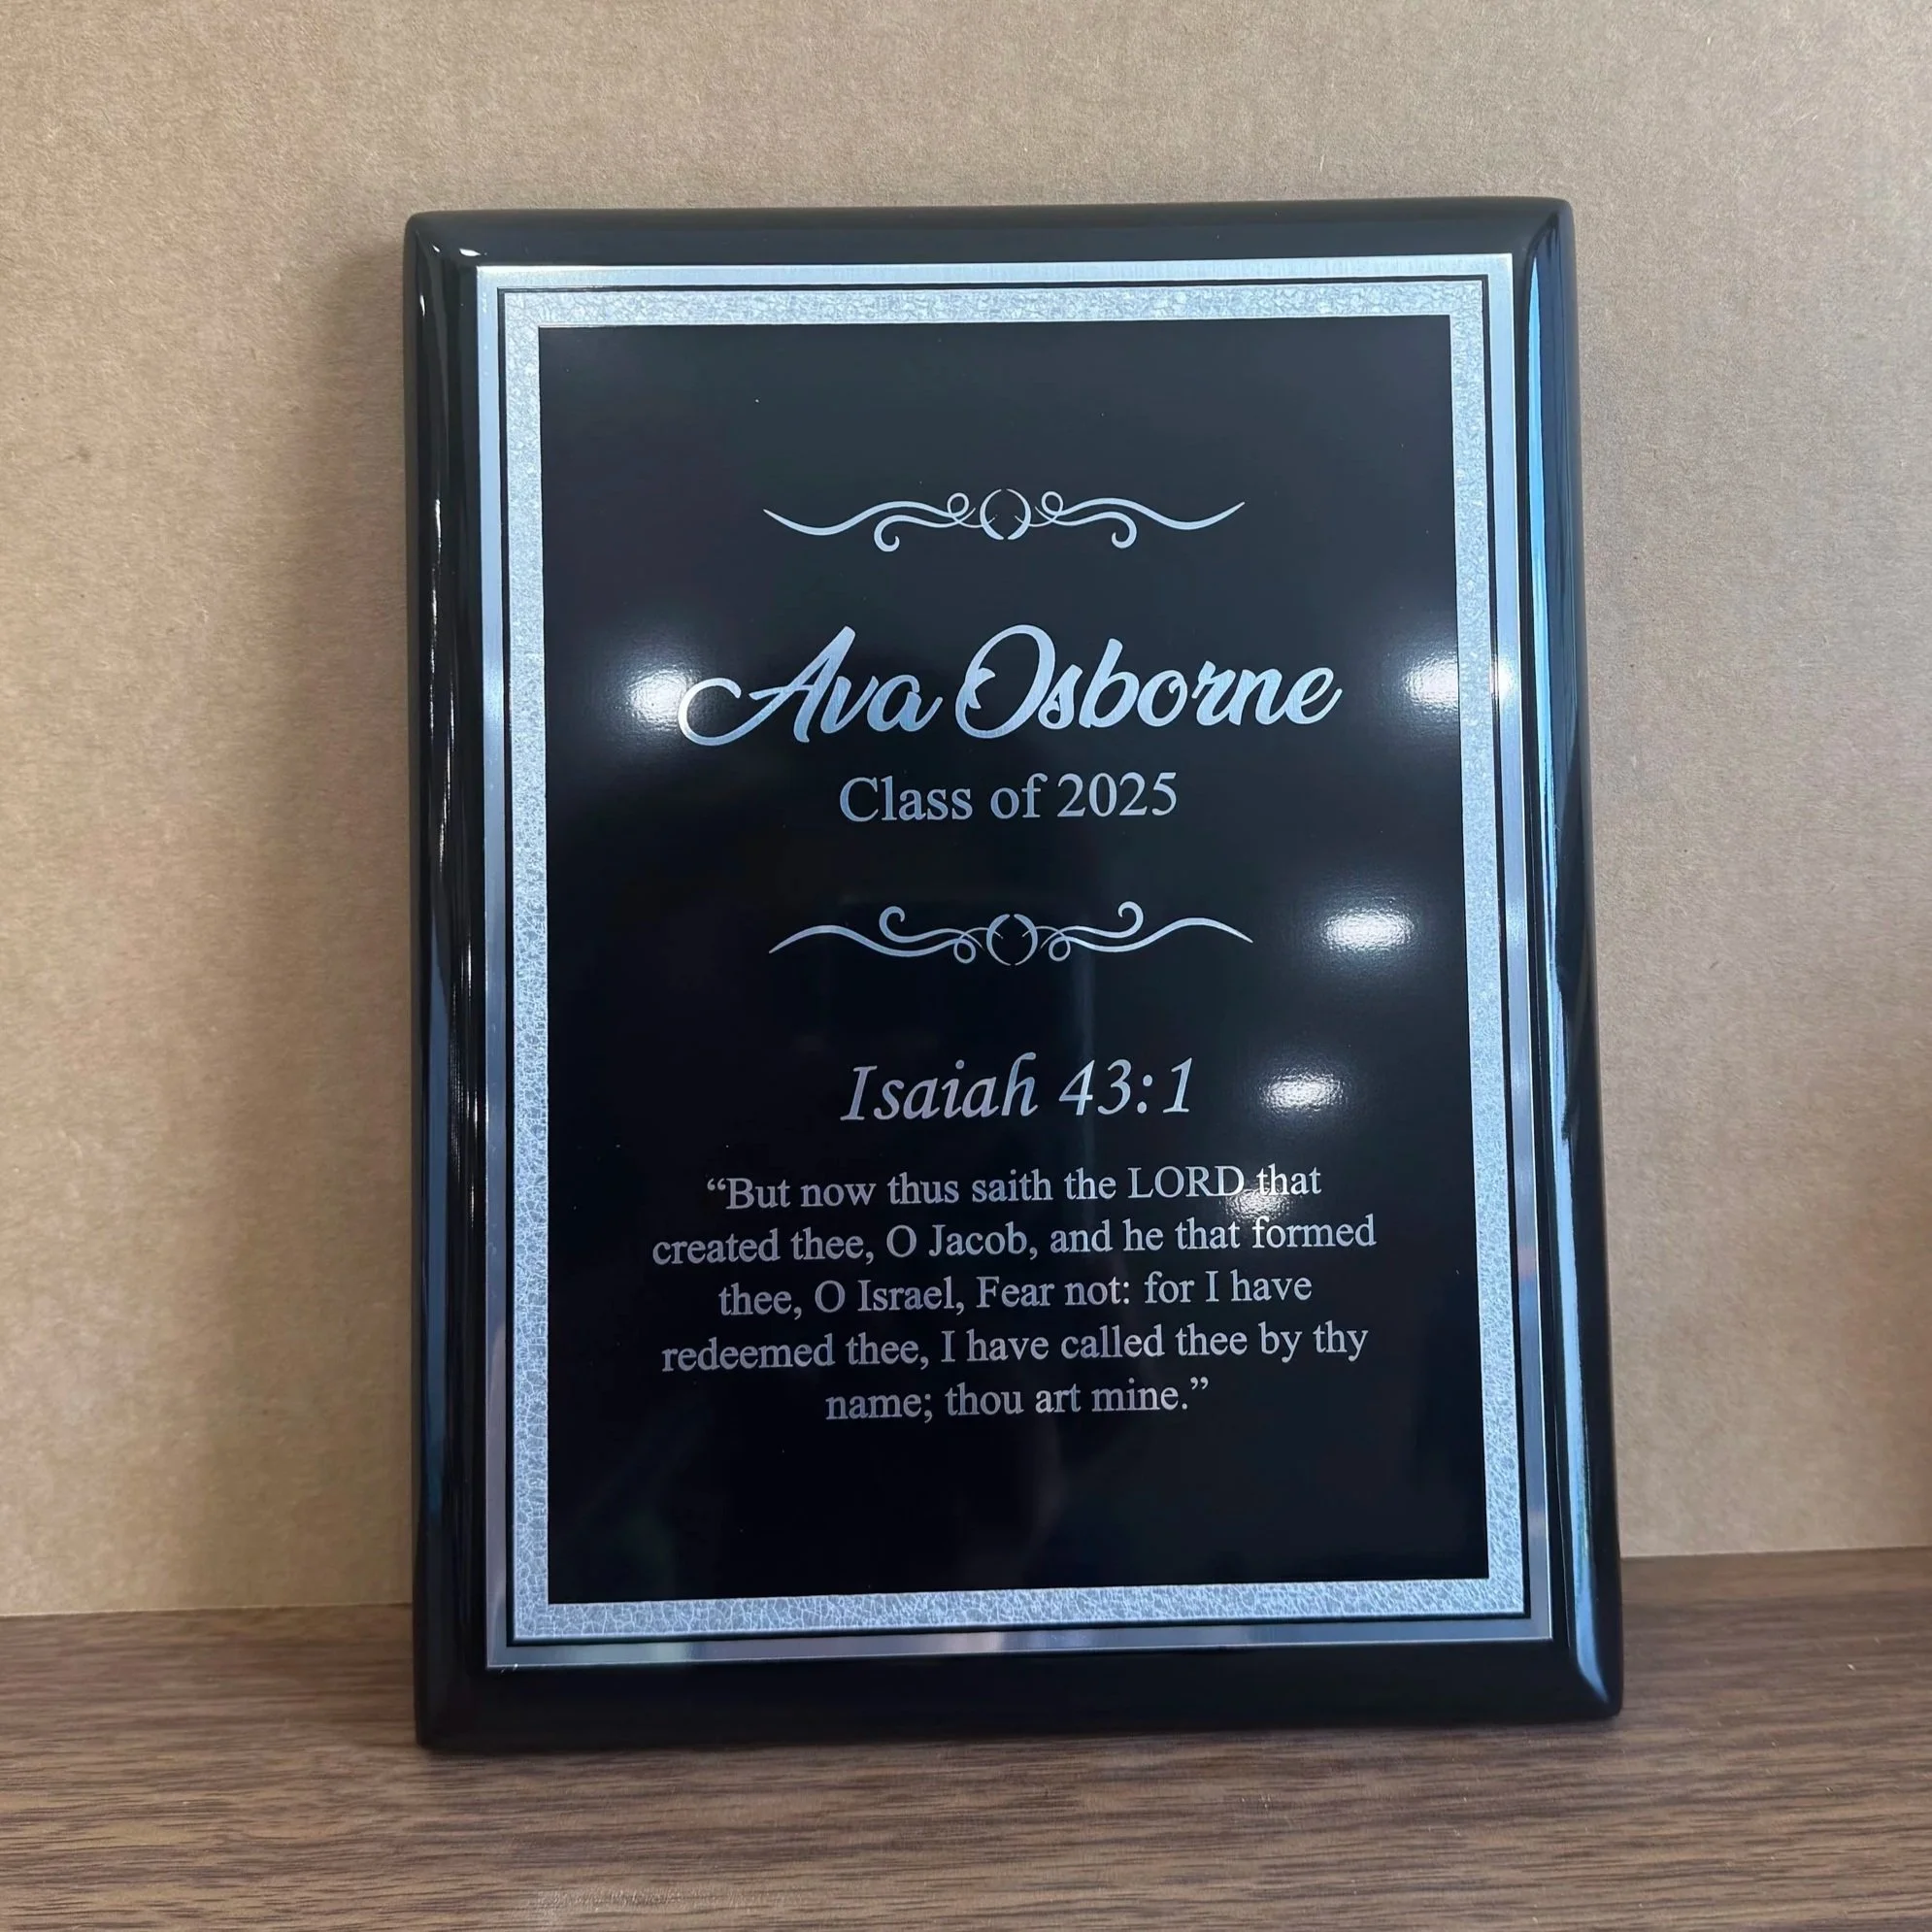 Ava Osborne
Class of 2025
Isaiah 43:1
“But now thus saith the LORD that
created thee, O Jacob, and he that formed
thee, O Israel, Fear not: for I have
redeemed thee, I have called thee by thy
name; thou art mine.”